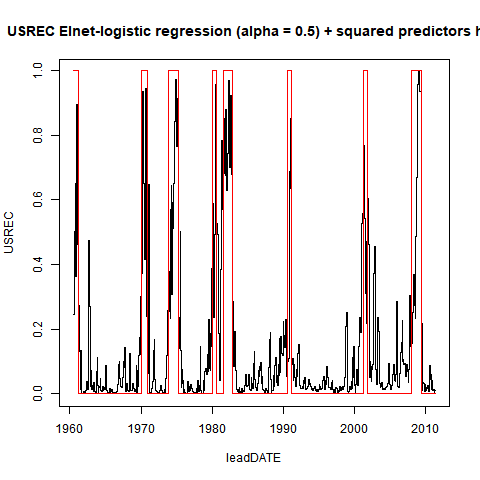 USREC Elnet-logistic regression (alpha = 0.5) + squared predictors h
USREC
1.0
0.8
0.6
0.4
0.2
0.0
1960 1970 1980 1990 2000 2010
leadDATE